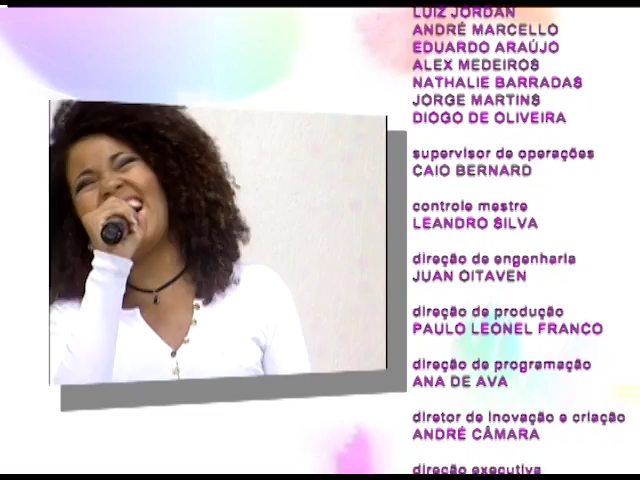 LUIZ JORDAN
ANDRÉ MARCELLO
EDUARDO ARAÚJO
ALEX MEDEIROS
NATHALIE BARRADAS
JORGE MARTINS
DIOGO DE OLIVEIRA
supervisor de operações
CAIO BERNARD
controle mestre
LEANDRO SILVA
direção de engenharia
JUAN OITAVEN
direção de produção
PAULO LEONEL FRANCO
direção de programação
ANA DE AVA
diretor de inovação e criação
ANDRÉ CÂMARA
direção executiva